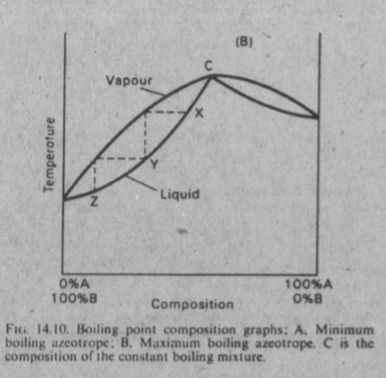 (B)
C
Vapour
X
Temperature
Y
Z
Liquid
0%A
100%A
100%B
0%B
Composition
FIG. 14.10. Boiling point composition graphs; A, Minimum
boiling azeotrope; B, Maximum boiling azeotrope. C is the
composition of the constant boiling mixture.